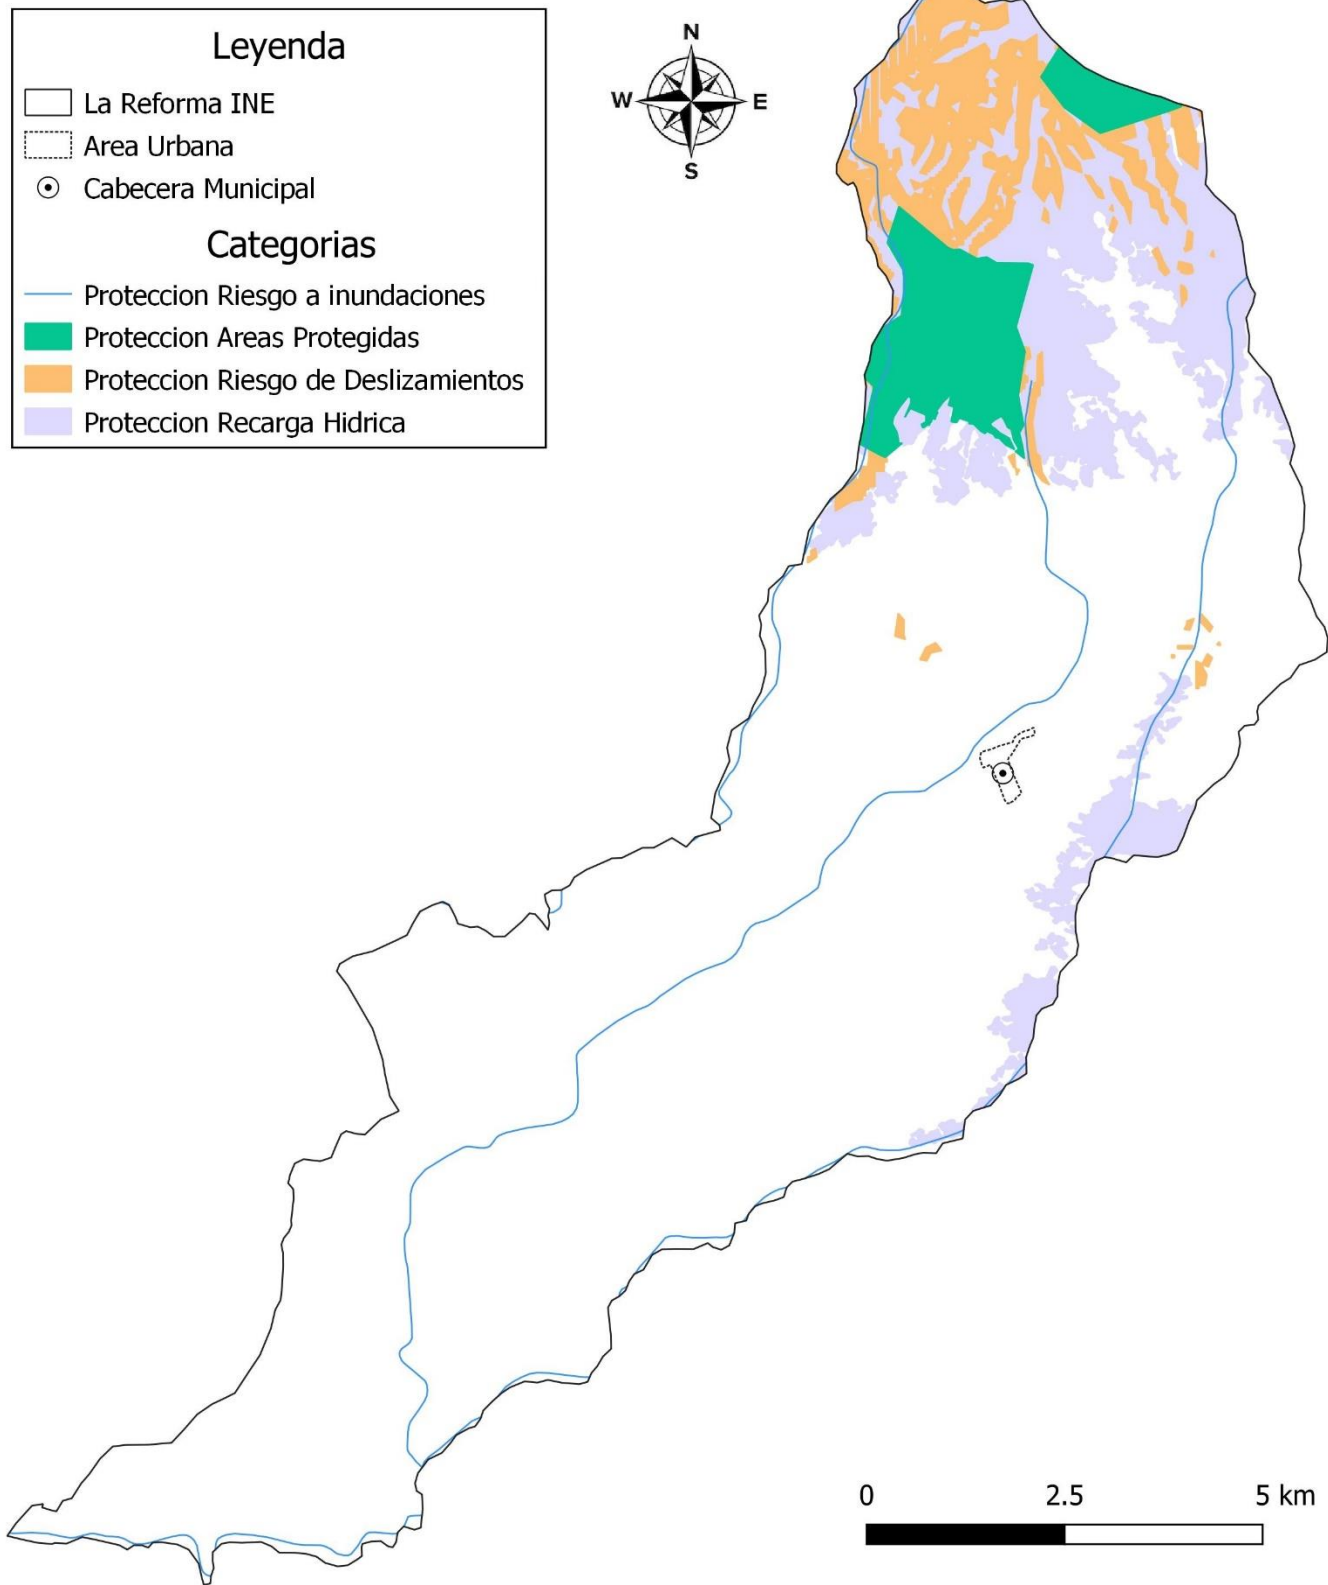 Leyenda
La Reforma INE
Area Urbana
Cabecera Municipal
Categorias
Proteccion Riesgo a inundaciones
Proteccion Areas Protegidas
Proteccion Riesgo de Deslizamientos
Proteccion Recarga Hidrica
N
W E
S
0 2.5 5 km